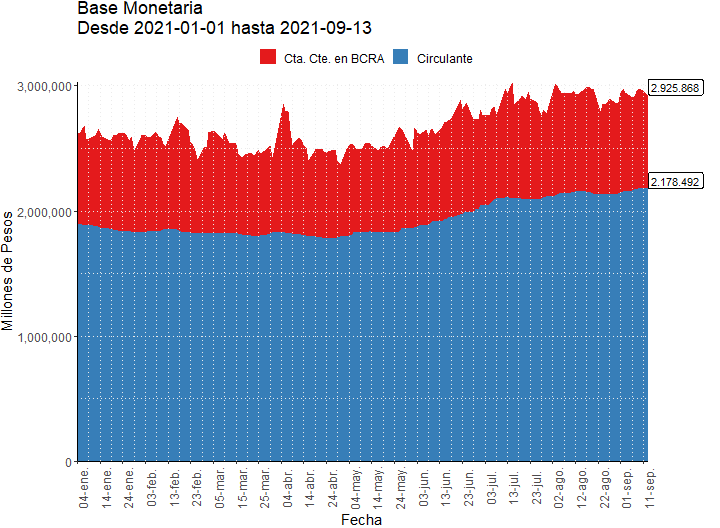 Base Monetaria
Desde 2021-01-01 hasta 2021-09-13
Cta. Cte. en BCRA
Circulante
Millones de Pesos
3,000,000
2,000,000
1,000,000
0
2.925.868
2.178.492
04-ene.
14-ene.
24-ene.
03-feb.
13-feb.
23-feb.
05-mar.
15-mar.
25-mar.
04-abr.
14-abr.
24-abr.
04-may.
14-may.
24-may.
03-jun.
13-jun.
23-jun.
03-jul.
13-jul.
23-jul.
02-ago.
12-ago.
22-ago.
01-sep.
11-sep.
Fecha